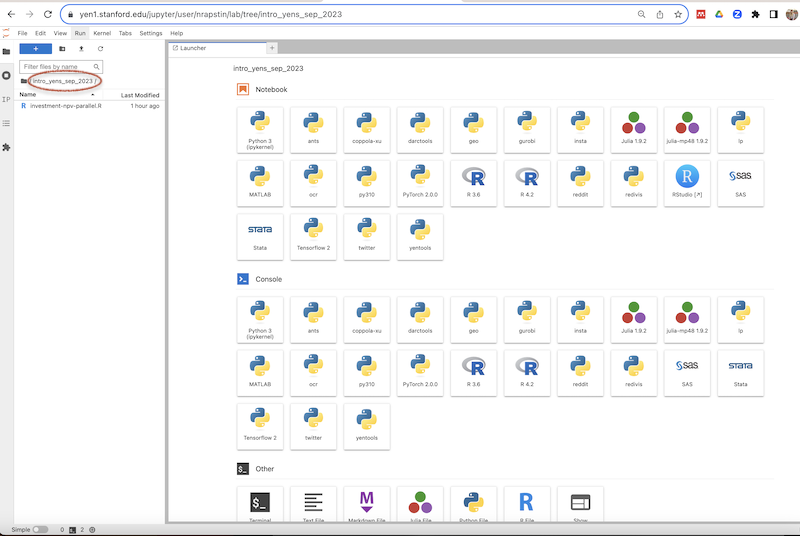 yen1.stanford.edu/jupyter/user/nrapstin/lab/tree/intro_yens_sep_2023
File Edit View Run Kernel Tabs Settings Help
+
Launcher
+
Filter files by name
/ intro_yens_sep_2023 /
Name Last Modified
R investment-npv-parallel.R 1 hour ago
IP
intro_yens_sep_2023
Notebook
Python 3 (ipykernel)
ants
coppola-xu
darctools
geo
gurobi
insta
Julia 1.9.2
julia-mp48 1.9.2
lp
MATLAB
ocr
py310
PyTorch 2.0.0
R
R 3.6
R
R 4.2
reddit
redivis
R
RStudio [↗]
sas
SAS
STATA
Stata
Tensorflow 2
twitter
yentools
Console
Python 3 (ipykernel)
ants
coppola-xu
darctools
geo
gurobi
insta
Julia 1.9.2
julia-mp48 1.9.2
lp
MATLAB
ocr
py310
PyTorch 2.0.0
R
R 3.6
R
R 4.2
reddit
redivis
sas
SAS
STATA
Stata
Tensorflow 2
twitter
yentools
$_ Other
$_
Terminal
Text File
M
Markdown File
Julia File
Python File
R
R File
Show
Simple 0 2